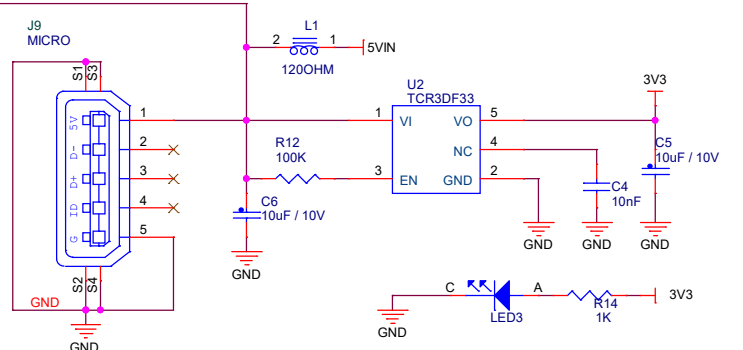 J9
MICRO
L1
2 1
5VIN
120OHM
S1
S3
3V3
U2
TCR3DF33
5V
1
1
VI
VO
5
D-
2
R12
100K
NC
4
C5
10uF / 10V
D+
3
3
EN
GND
2
ID
4
C6
10uF / 10V
C4
10nF
G
5
GND
GND
GND
GND
S2
S4
GND
C
A
3V3
LED3
R14
1K
GND
GND